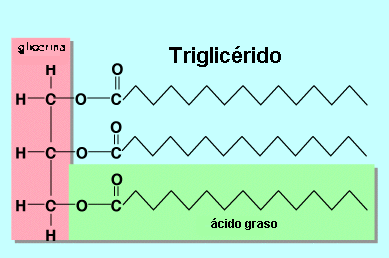 glicerina
Triglicérido
H O
H C O C
O
H C O C
O
H C O C
H
ácido graso